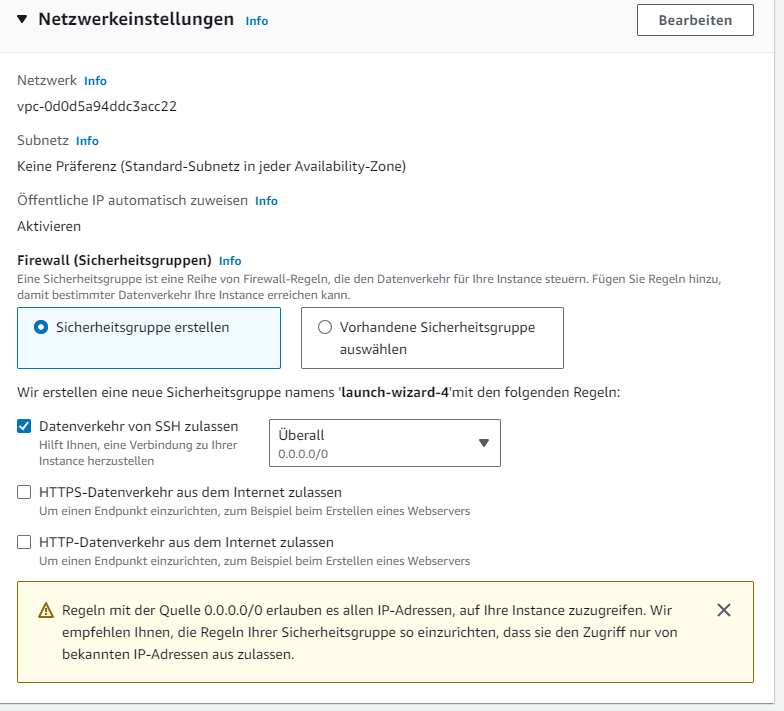 Netzwerkeinstellungen Info
Bearbeiten
Netzwerk Info
vpc-0d0d5a94ddc3acc22
Subnetz Info
Keine Präferenz (Standard-Subnetz in jeder Availability-Zone)
Öffentliche IP automatisch zuweisen Info
Aktivieren
Firewall (Sicherheitsgruppen) Info
Eine Sicherheitsgruppe ist eine Reihe von Firewall-Regeln, die den Datenverkehr für Ihre Instance steuern. Fügen Sie Regeln hinzu,
damit bestimmter Datenverkehr Ihre Instance erreichen kann.
Sicherheitsgruppe erstellen
Vorhandene Sicherheitsgruppe
auswählen
Wir erstellen eine neue Sicherheitsgruppe namens 'launch-wizard-4'mit den folgenden Regeln:
Datenverkehr von SSH zulassen
Hilft Ihnen, eine Verbindung zu Ihrer
Instance herzustellen
Überall
0.0.0.0/0
HTTPS-Datenverkehr aus dem Internet zulassen
Um einen Endpunkt einzurichten, zum Beispiel beim Erstellen eines Webservers
HTTP-Datenverkehr aus dem Internet zulassen
Um einen Endpunkt einzurichten, zum Beispiel beim Erstellen eines Webservers
Regeln mit der Quelle 0.0.0.0/0 erlauben es allen IP-Adressen, auf Ihre Instance zuzugreifen. Wir
empfehlen Ihnen, die Regeln Ihrer Sicherheitsgruppe so einzurichten, dass sie den Zugriff nur von
bekannten IP-Adressen aus zulassen.